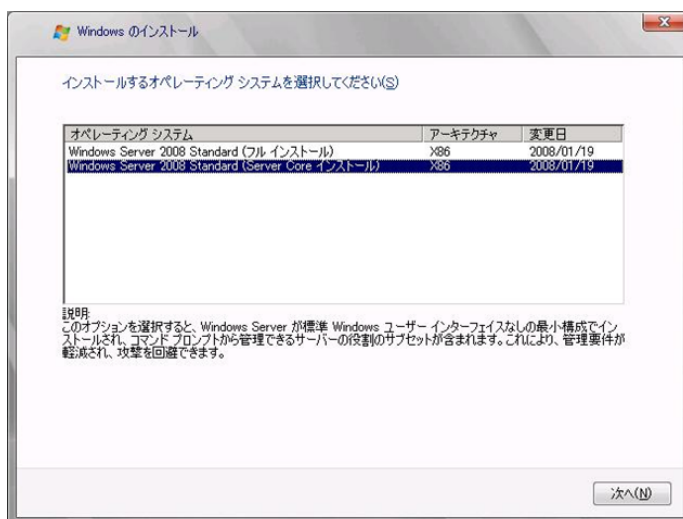 Windows のインストール
インストールするオペレーティング システムを選択してください(S)
オペレーティング システム アーキテクチャ 変更日
Windows Server 2008 Standard (フル インストール) X86 2008/01/19
Windows Server 2008 Standard (Server Core インストール) X86 2008/01/19
説明:
このオプションを選択すると、Windows Server が標準 Windows ユーザー インターフェイスなしの最小構成でイン
ストールされ、コマンド プロンプトから管理できるサーバーの役割のサブセットが含まれます。これにより、管理要件が
軽減され、攻撃を回避できます。
次へ(N)